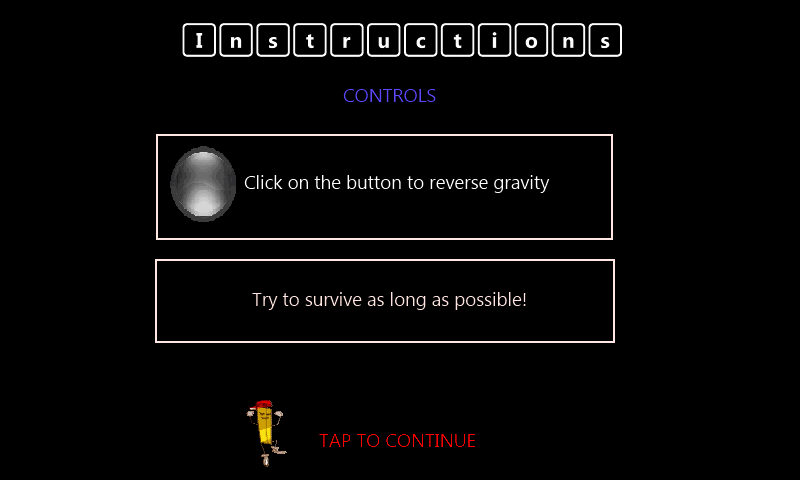 Instructions
CONTROLS
Click on the button to reverse gravity
Try to survive as long as possible!
TAP TO CONTINUE